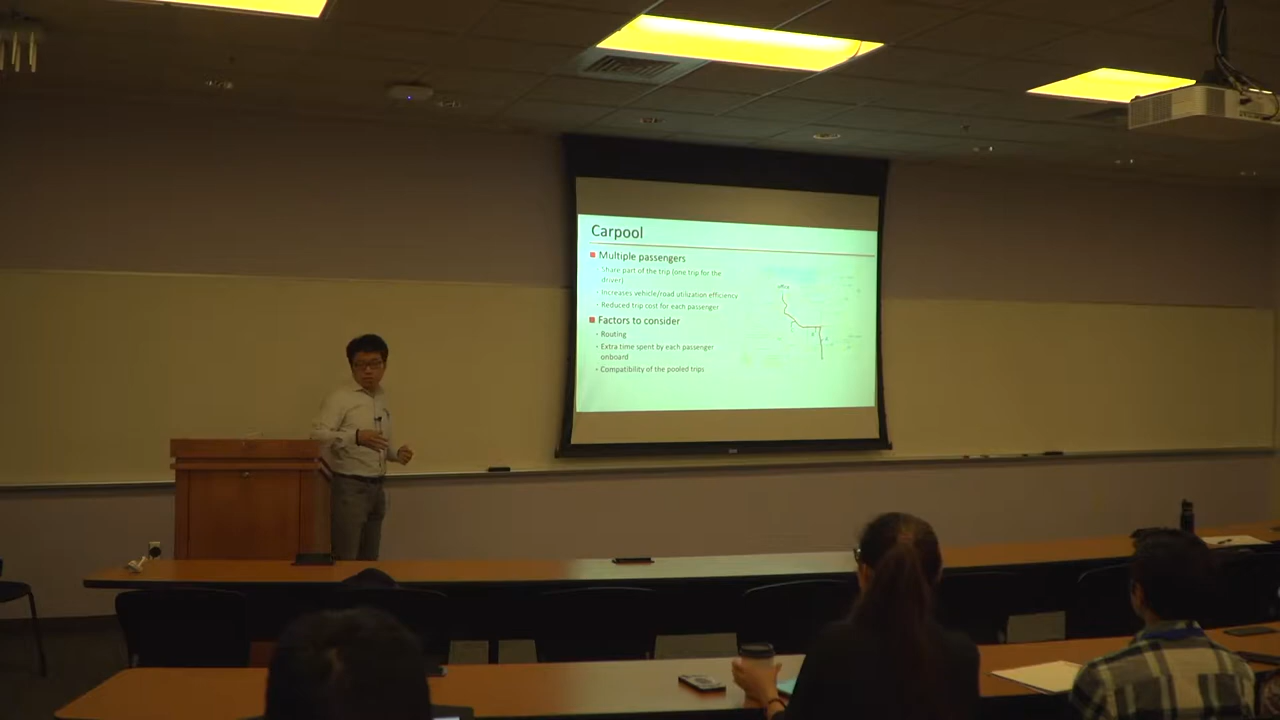 Carpool
Multiple passengers
Share part of the trip (one trip for the
driver)
Increases vehicle/road utilization efficiency
Reduced trip cost for each passenger
Factors to consider
Routing
Extra time spent by each passenger
onboard
Compatibility of the pooled trips